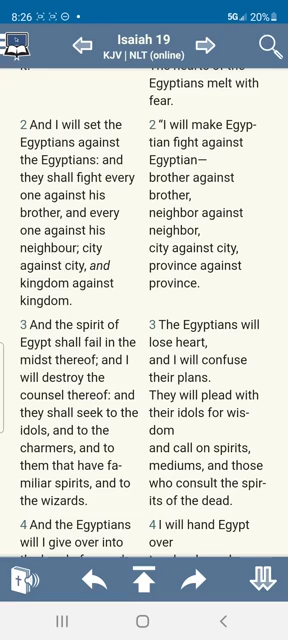 8:26
5G 20%
Isaiah 19
KJV | NLT (online)
The hearts of the
Egyptians melt with
fear.
2 And I will set the
Egyptians against
the Egyptians: and
they shall fight every
one against his
brother, and every
one against his
neighbour; city
against city, and
kingdom against
kingdom.
2 “I will make Egyp-
tian fight against
Egyptian—
brother against
brother,
neighbor against
neighbor,
city against city,
province against
province.
3 And the spirit of
Egypt shall fail in the
midst thereof; and I
will destroy the
counsel thereof: and
they shall seek to the
idols, and to the
charmers, and to
them that have fa-
miliar spirits, and to
the wizards.
3 The Egyptians will
lose heart,
and I will confuse
their plans.
They will plead with
their idols for wis-
dom
and call on spirits,
mediums, and those
who consult the spir-
its of the dead.
4 And the Egyptians
will I give over into
4 I will hand Egypt
over